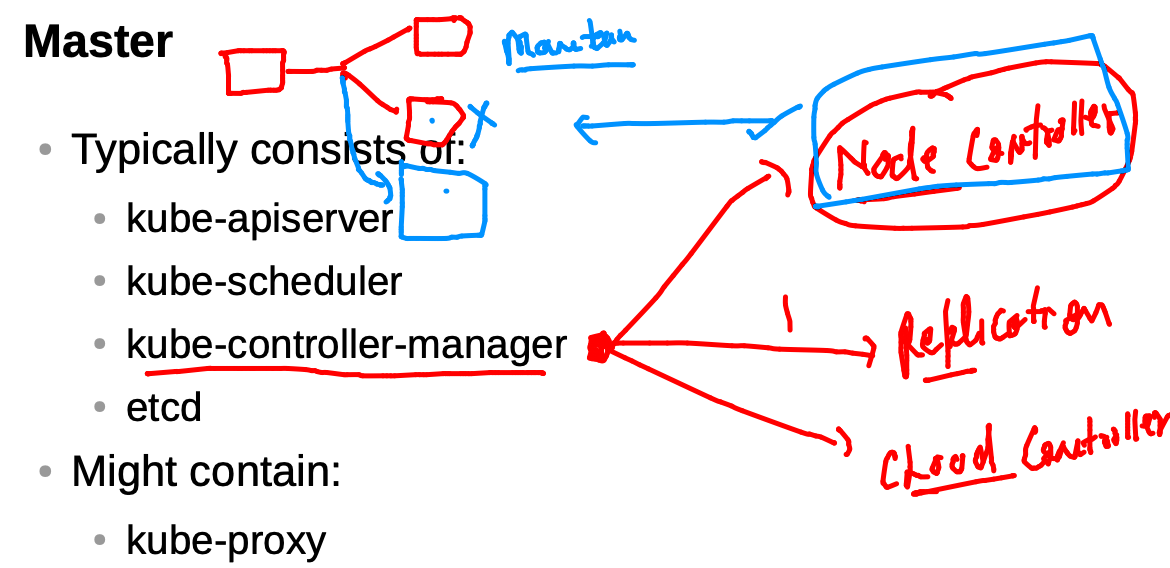 Master
Maintain
Typically consists of:
Node Controller
kube-apiserver
kube-scheduler
kube-controller-manager
Replication
etcd
Cloud Controller
Might contain:
kube-proxy